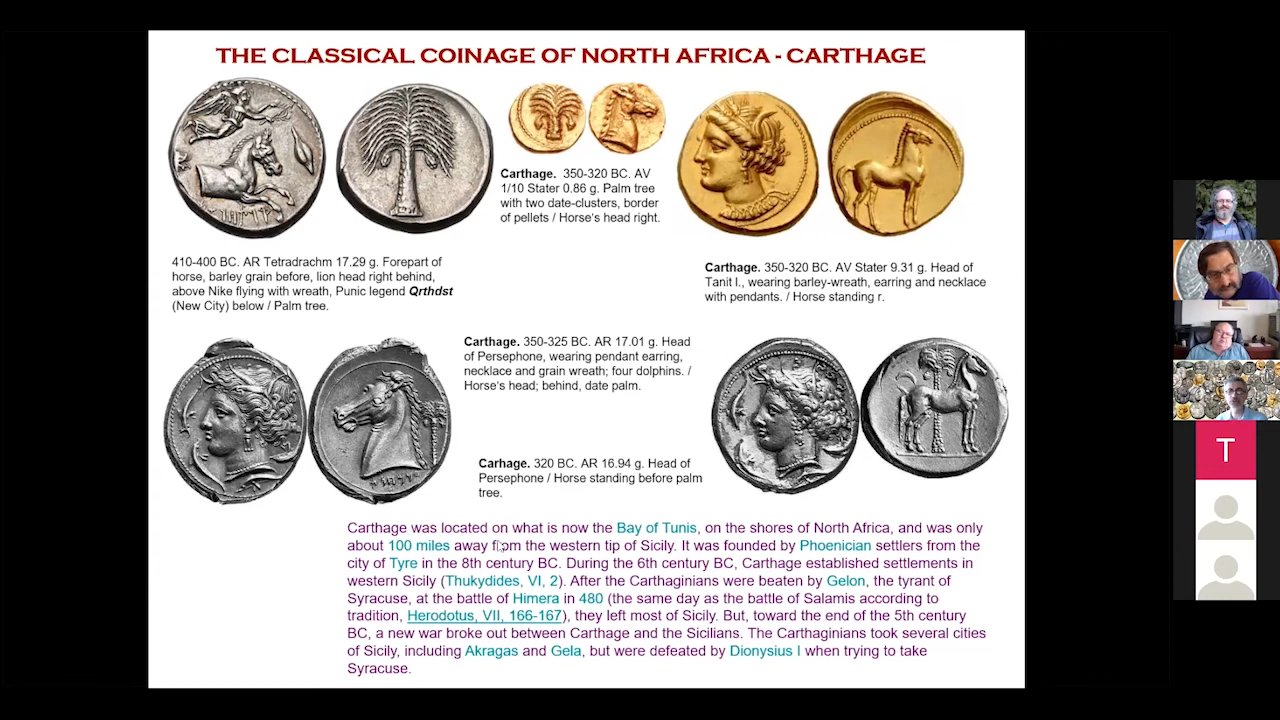 THE CLASSICAL COINAGE OF NORTH AFRICA - CARTHAGE
Carthage. 350-320 BC. AV
1/10 Stater 0.86 g. Palm tree
with two date-clusters, border
of pellets / Horse's head right.
410-400 BC. AR Tetradrachm 17.29 g. Forepart of
horse, barley grain before, lion head right behind,
above Nike flying with wreath, Punic legend Qrthdst
(New City) below / Palm tree.
Carthage. 350-320 BC. AV Stater 9.31 g. Head of
Tanit l., wearing barley-wreath, earring and necklace
with pendants. / Horse standing r.
Carthage. 350-325 BC. AR 17.01 g. Head
of Persephone, wearing pendant earring,
necklace and grain wreath; four dolphins. /
Horse's head; behind, date palm.
Carhage. 320 BC. AR 16.94 g. Head of
Persephone / Horse standing before palm
tree.
Carthage was located on what is now the Bay of Tunis, on the shores of North Africa, and was only
about 100 miles away from the western tip of Sicily. It was founded by Phoenician settlers from the
city of Tyre in the 8th century BC. During the 6th century BC, Carthage established settlements in
western Sicily (Thukydides, VI, 2). After the Carthaginians were beaten by Gelon, the tyrant of
Syracuse, at the battle of Himera in 480 (the same day as the battle of Salamis according to
tradition, Herodotus, VII, 166-167), they left most of Sicily. But, toward the end of the 5th century
BC, a new war broke out between Carthage and the Sicilians. The Carthaginians took several cities
of Sicily, including Akragas and Gela, but were defeated by Dionysius I when trying to take
Syracuse.
T